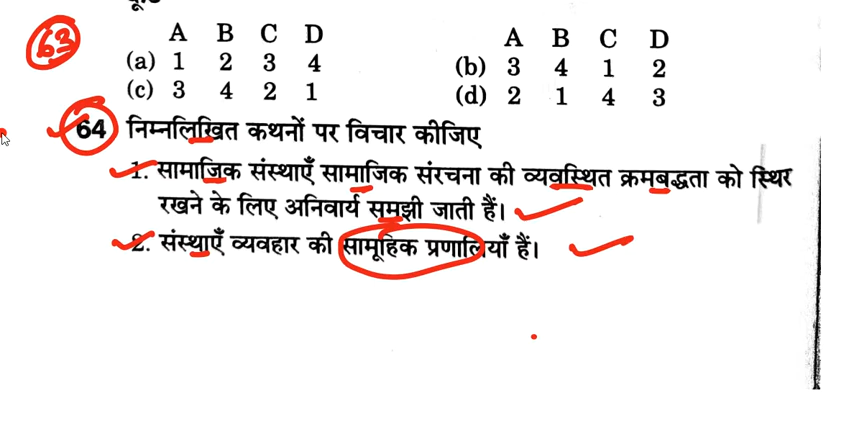 63
A B C D A B C D
(a) 1 2 3 4 (b) 3 4 1 2
(c) 3 4 2 1 (d) 2 1 4 3
64 निम्नलिखित कथनों पर विचार कीजिए
1. सामाजिक संस्थाएँ सामाजिक संरचना की व्यवस्थित क्रमबद्धता को स्थिर
रखने के लिए अनिवार्य समझी जाती हैं।
2. संस्थाएँ व्यवहार की सामूहिक प्रणालियाँ हैं।